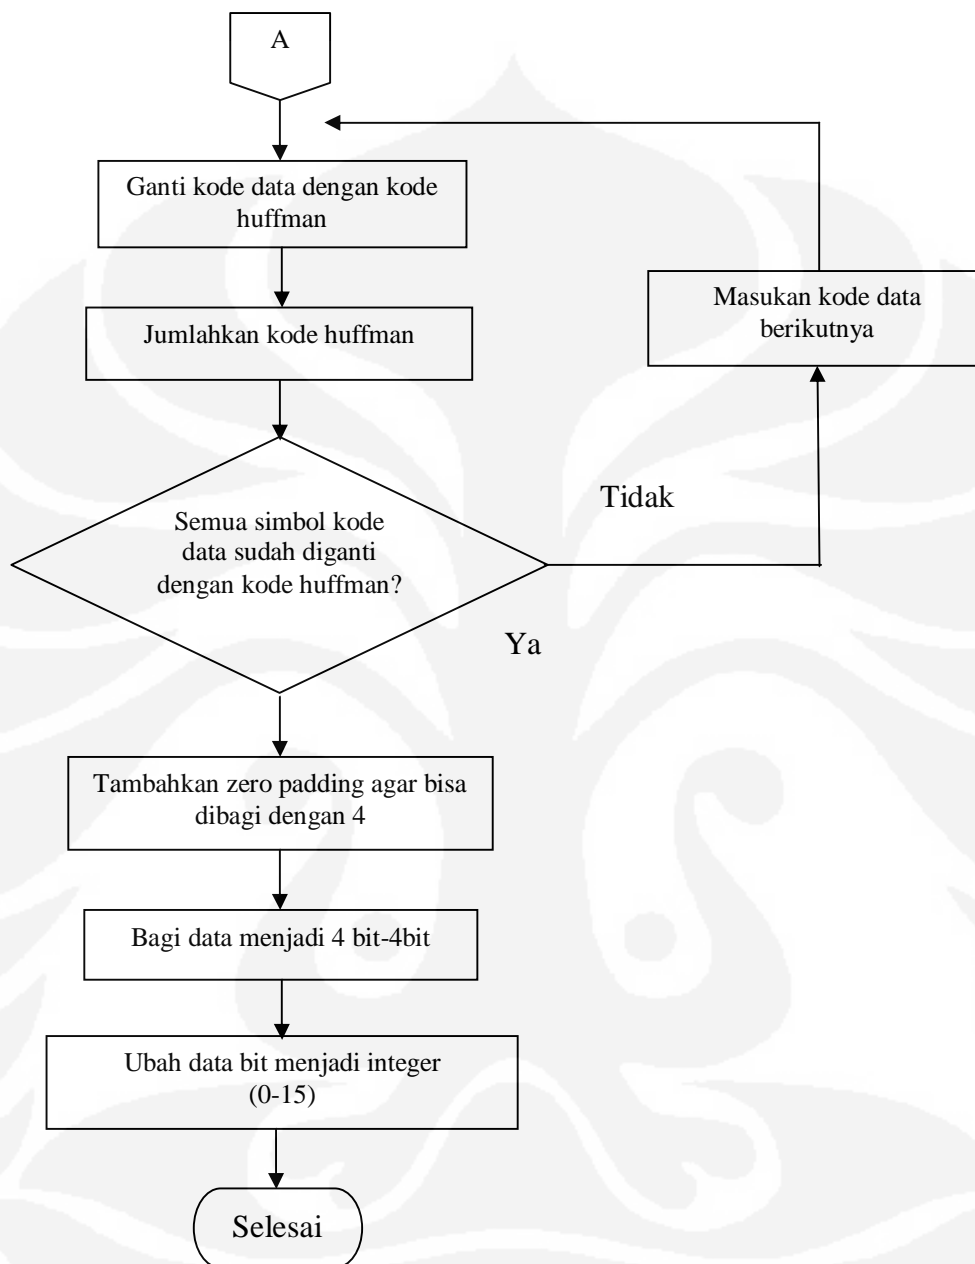 A
Ganti kode data dengan kode
huffman
Masukan kode data
berikutnya
Jumlahkan kode huffman
Tidak
Semua simbol kode
data sudah diganti
dengan kode huffman?
Ya
Tambahkan zero padding agar bisa
dibagi dengan 4
Bagi data menjadi 4 bit-4bit
Ubah data bit menjadi integer
(0-15)
Selesai